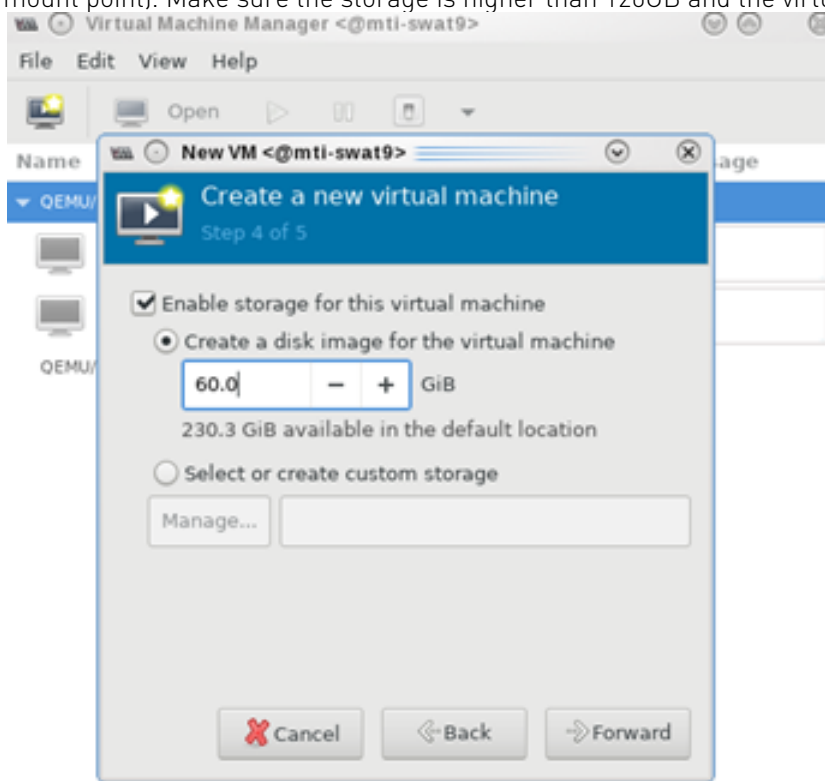 mount point). Make sure the storage is higher than 120GB and the virtu
Virtual Machine Manager <@mti-swat9>
File Edit View Help
Open
Name
age
New VM <@mti-swat9>
QEMU/
Create a new virtual machine
Step 4 of 5
Enable storage for this virtual machine
Create a disk image for the virtual machine
QEMU/
60.0 − + GiB
230.3 GiB available in the default location
Select or create custom storage
Manage...
Cancel Back Forward